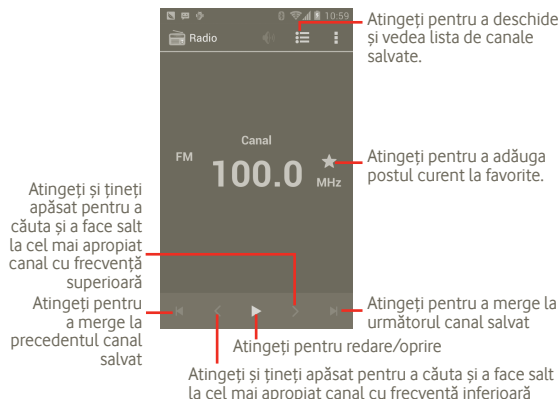 10:59
Radio
Atingeți pentru a deschide
și vedea lista de canale
salvate.
Canal
FM
100.0
MHz
Atingeți pentru a adăuga
postul curent la favorite.
Atingeți și țineți
apăsat pentru a
căuta și a face salt
la cel mai apropiat
canal cu frecvență
superioară
Atingeți pentru
a merge la
precedentul canal
salvat
Atingeți pentru a merge la
următorul canal salvat
Atingeți pentru redare/oprire
Atingeți și țineți apăsat pentru a căuta și a face salt
la cel mai apropiat canal cu frecvență inferioară